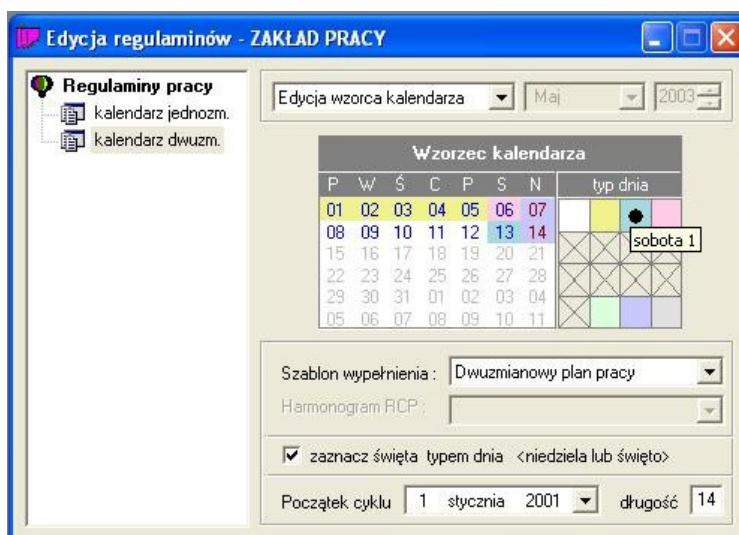 Edycja regulaminów - ZAKŁAD PRACY
Regulaminy pracy
kalendarz jednozm.
kalendarz dwuzm.
Edycja wzorca kalendarza Maj 2003
Wzorzec kalendarza
P W Ś C P S N typ dnia
01 02 03 04 05 06 07
08 09 10 11 12 13 14
sobota 1
15 16 17 18 19 20 21
22 23 24 25 26 27 28
29 30 31 01 02 03 04
05 06 07 08 09 10 11
Szablon wypełnienia : Dwuzmianowy plan pracy
Harmonogram RCP :
zaznacz święta typem dnia <niedziela lub święto>
Początek cyklu 1 stycznia 2001 długość 14